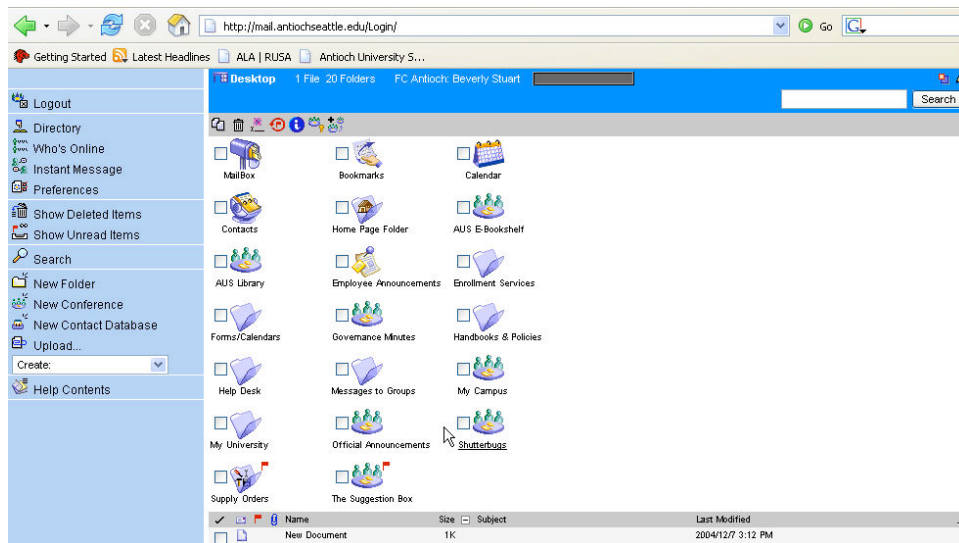 http://mail.antiochseattle.edu/Login/ Go G
Getting Started Latest Headlines ALA | RUSA Antioch University S...
Desktop 1 File 20 Folders FC Antioch: Beverly Stuart
Search
Logout
Directory
Who's Online
Instant Message
Preferences
Show Deleted Items
Show Unread Items
Search
New Folder
New Conference
New Contact Database
Upload...
Create:
Help Contents
MailBox Bookmarks Calendar
Contacts Home Page Folder AUS E-Bookshelf
AUS Library Employee Announcements Enrollment Services
Forms/Calendars Governance Minutes Handbooks & Policies
Help Desk Messages to Groups My Campus
My University Official Announcements Shutterbugs
Supply Orders The Suggestion Box
Name Size Subject Last Modified
New Document 1K 2004/12/7 3:12 PM